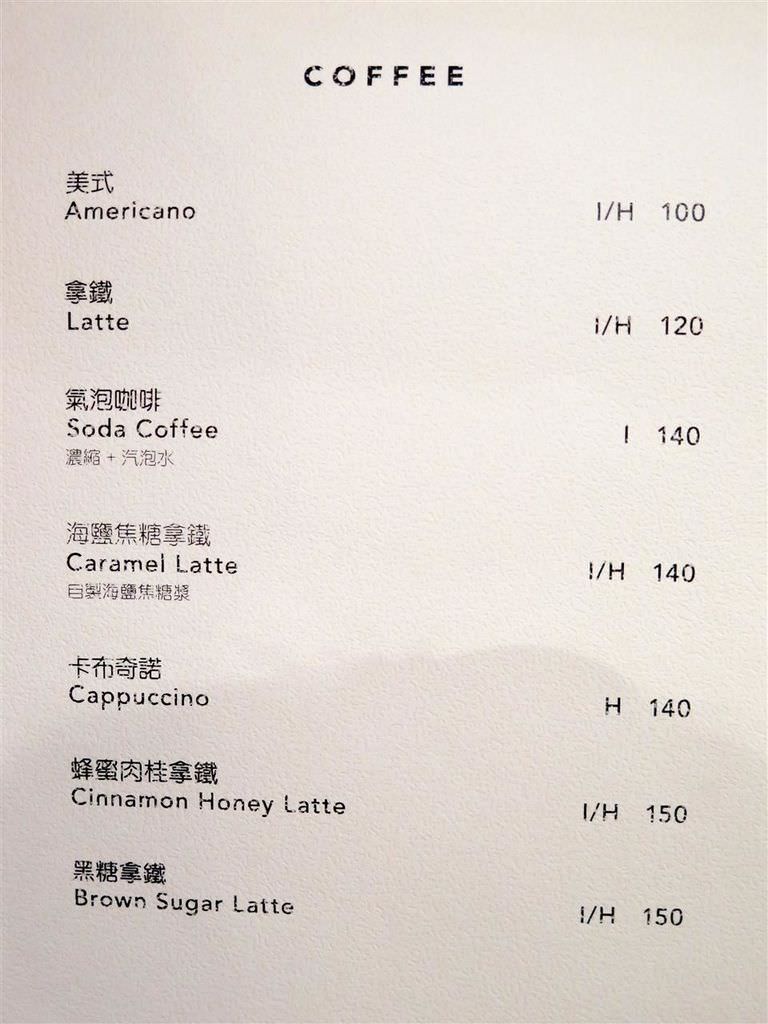 COFFEE
美式
Americano I/H 100
拿鐵
Latte I/H 120
氣泡咖啡
Soda Coffee I 140
濃縮 + 汽泡水
海鹽焦糖拿鐵
Caramel Latte I/H 140
自製海鹽焦糖漿
卡布奇諾
Cappuccino H 140
蜂蜜肉桂拿鐵
Cinnamon Honey Latte I/H 150
黑糖拿鐵
Brown Sugar Latte I/H 150